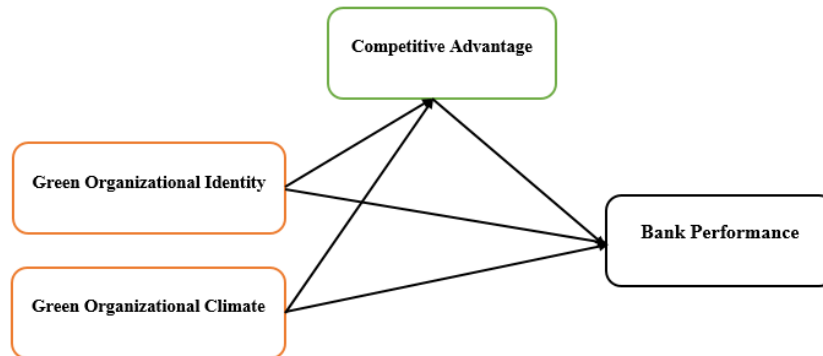 Competitive Advantage
Green Organizational Identity
Bank Performance
Green Organizational Climate